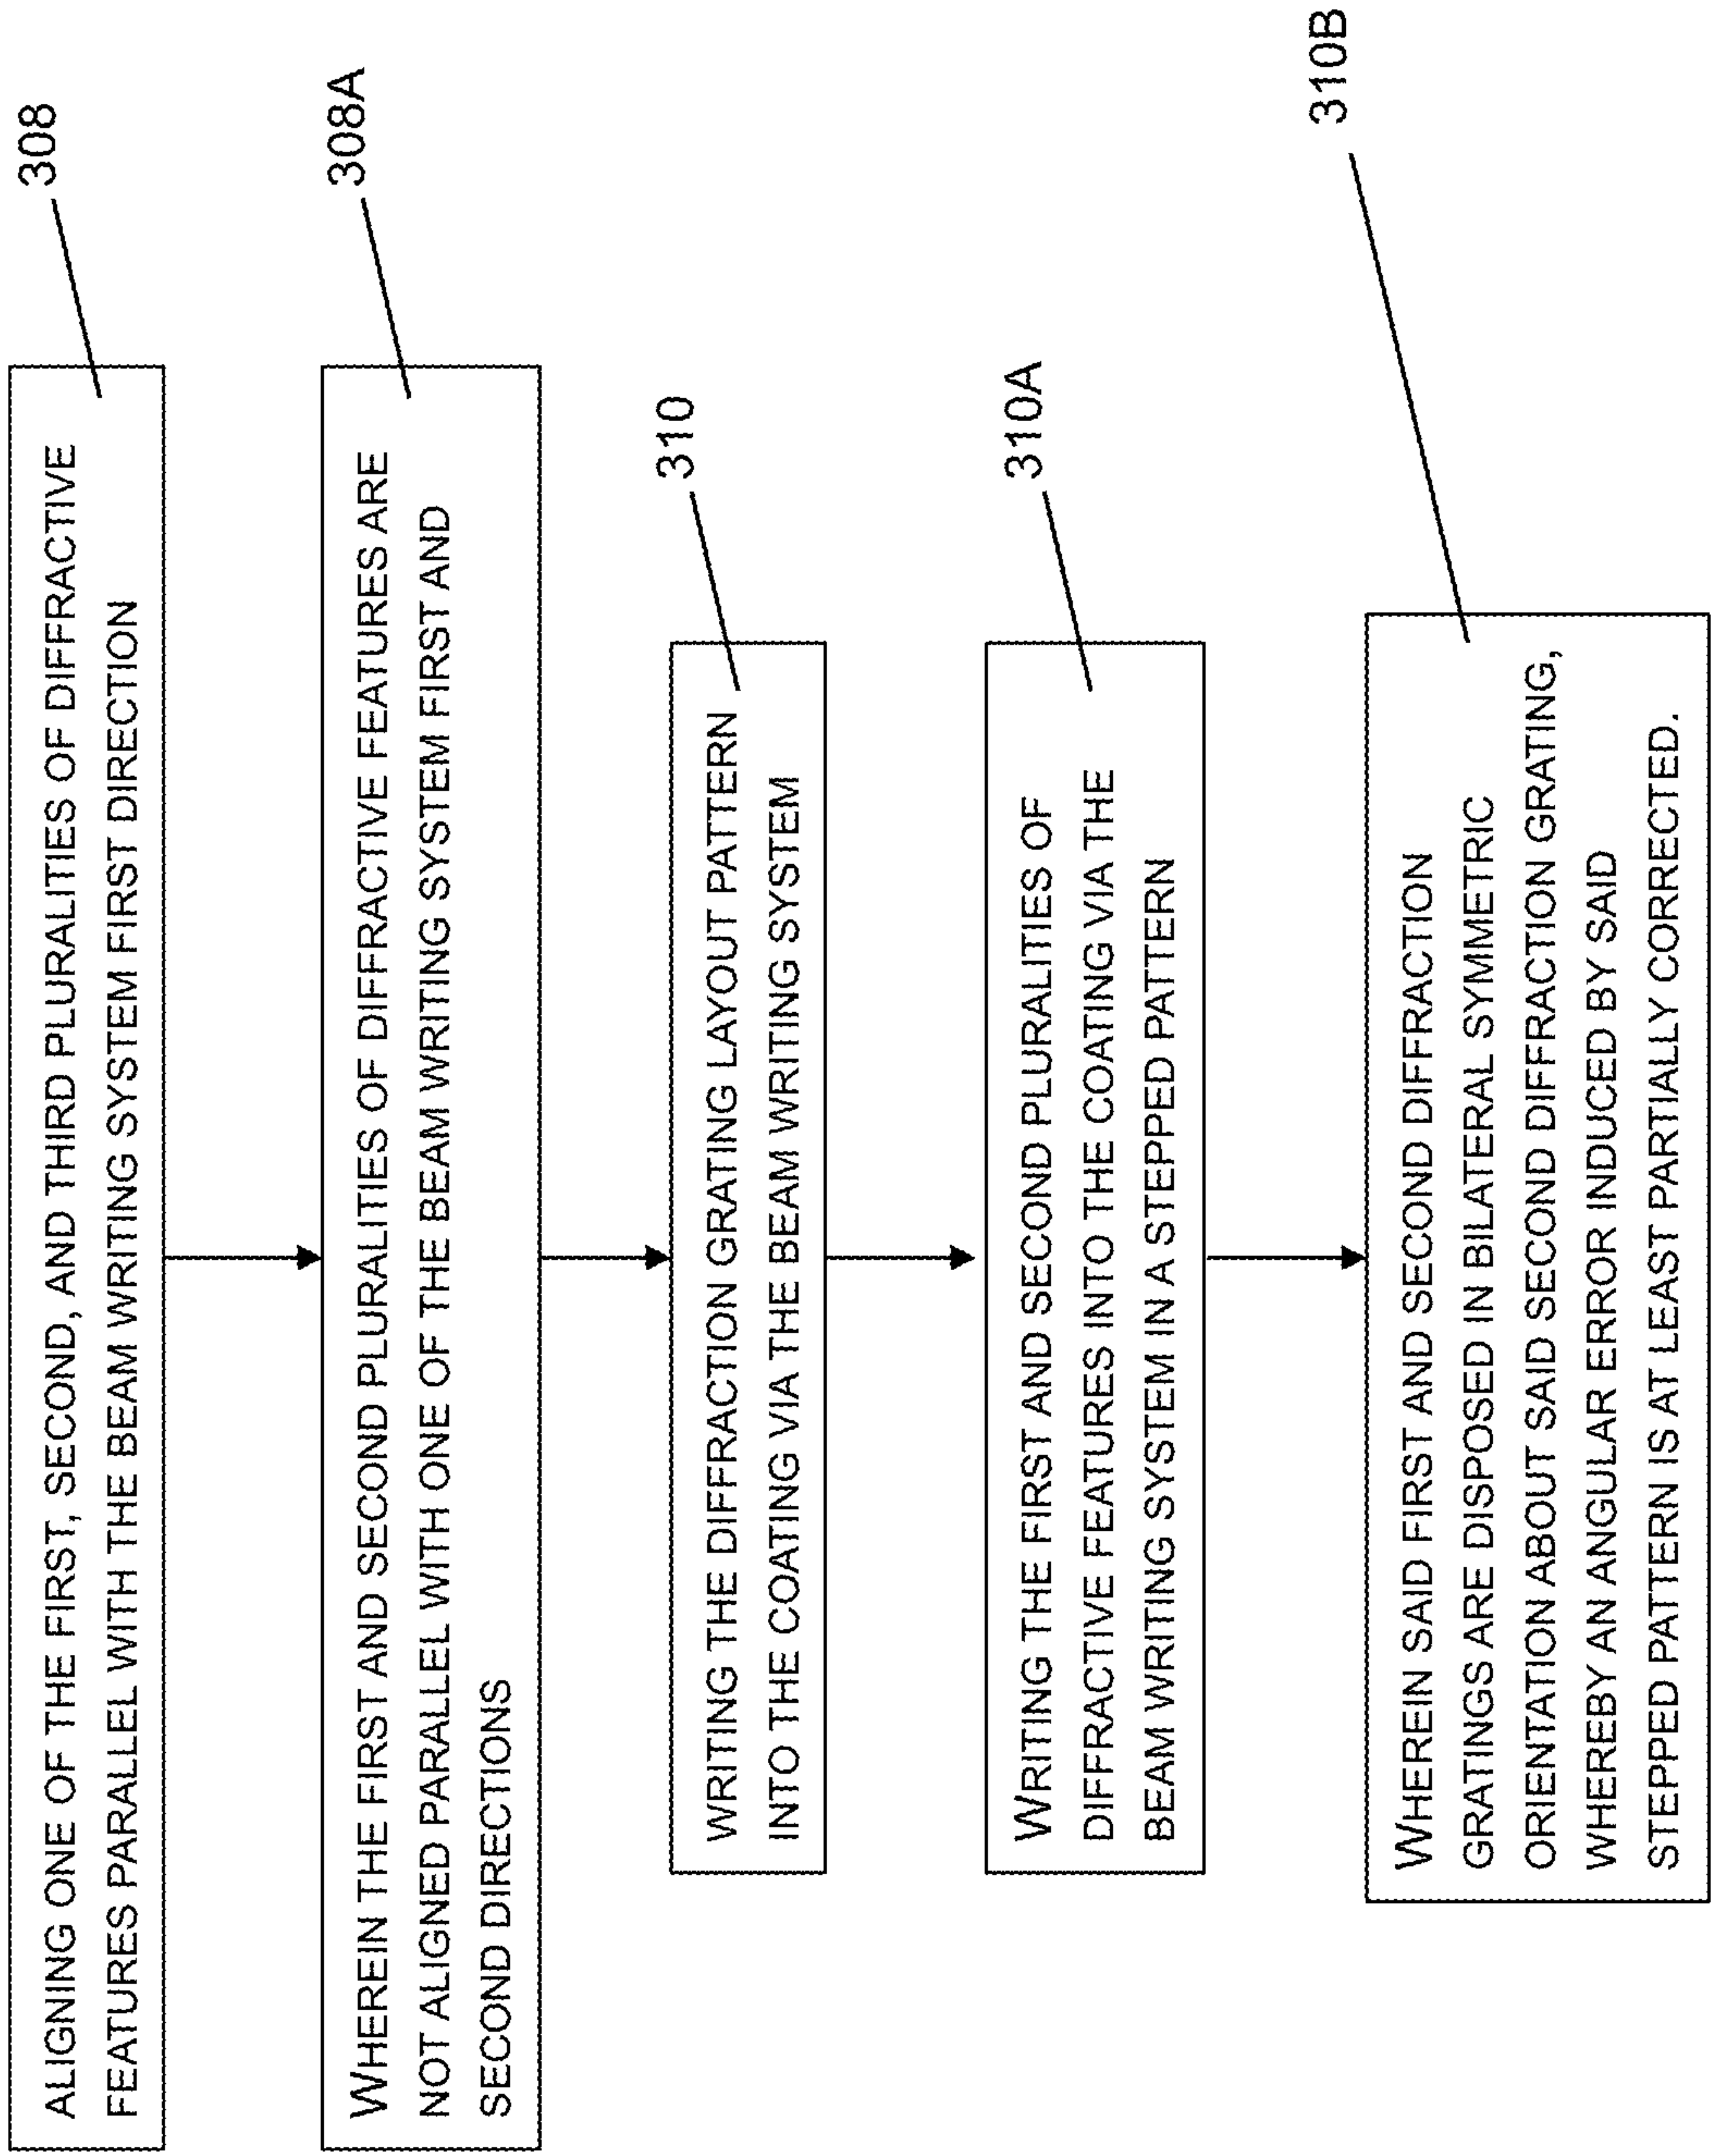 308
ALIGNING ONE OF THE FIRST, SECOND, AND THIRD PLURALITIES OF DIFFRACTIVE
FEATURES PARALLEL WITH THE BEAM WRITING SYSTEM FIRST DIRECTION
308A
WHEREIN THE FIRST AND SECOND PLURALITIES OF DIFFRACTIVE FEATURES ARE
NOT ALIGNED PARALLEL WITH ONE OF THE BEAM WRITING SYSTEM FIRST AND
SECOND DIRECTIONS
310
WRITING THE DIFFRACTION GRATING LAYOUT PATTERN
INTO THE COATING VIA THE BEAM WRITING SYSTEM
310A
WRITING THE FIRST AND SECOND PLURALITIES OF
DIFFRACTIVE FEATURES INTO THE COATING VIA THE
BEAM WRITING SYSTEM IN A STEPPED PATTERN
310B
WHEREIN SAID FIRST AND SECOND DIFFRACTION
GRATINGS ARE DISPOSED IN BILATERAL SYMMETRIC
ORIENTATION ABOUT SAID SECOND DIFFRACTION GRATING,
WHEREBY AN ANGULAR ERROR INDUCED BY SAID
STEPPED PATTERN IS AT LEAST PARTIALLY CORRECTED.